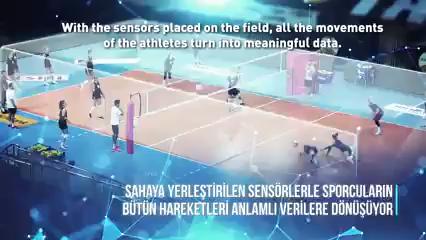 With the sensors placed on the field, all the movements
of the athletes turn into meaningful data.
SAHAYA YERLEŞTİRİLEN SENSÖRLERLE SPORCULARIN
BÜTÜN HAREKETLERİ ANLAMLI VERİLERE DÖNÜŞÜYOR